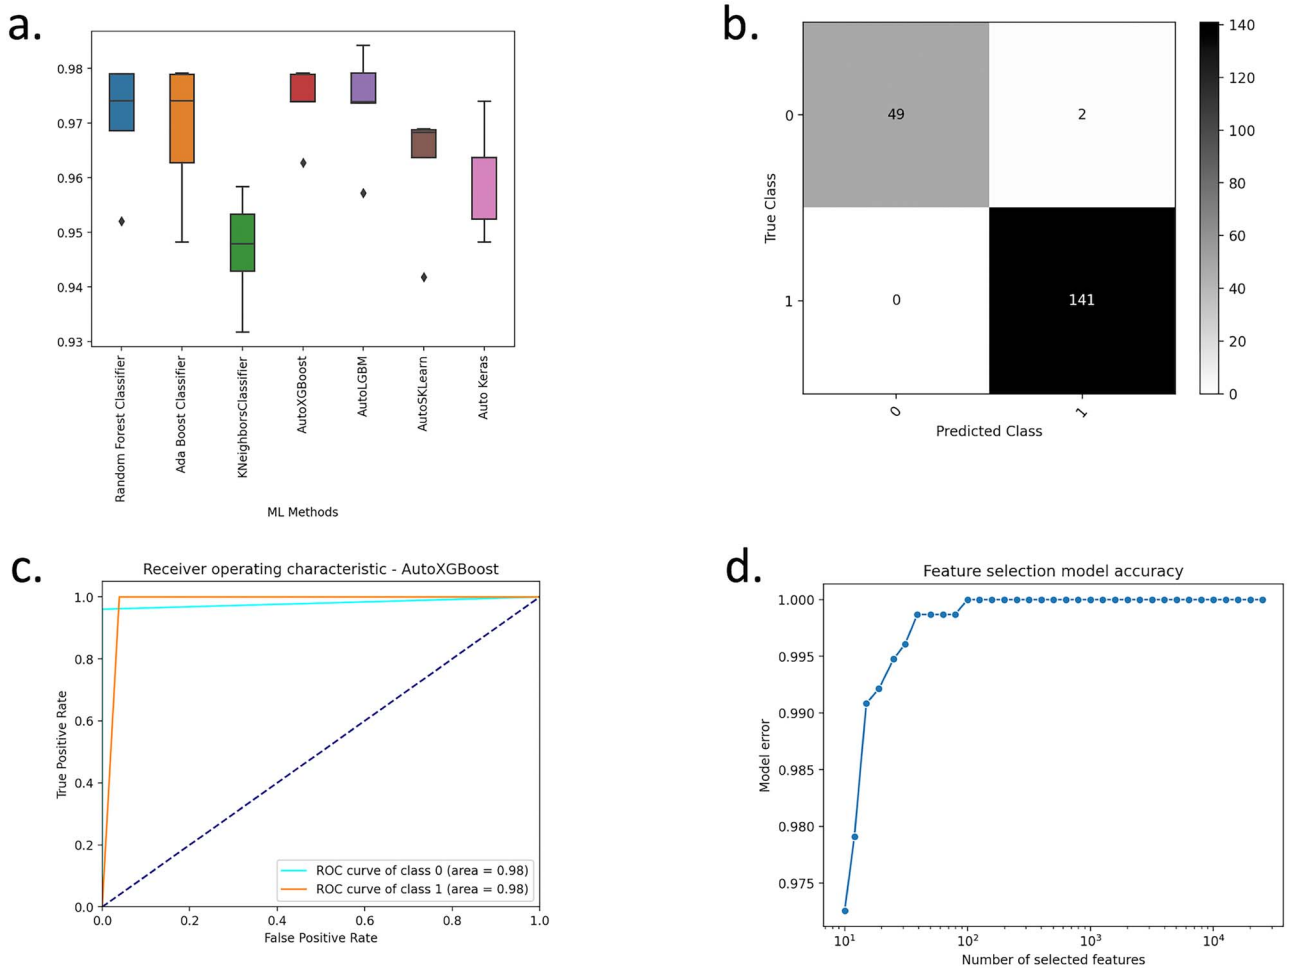 a.
0.98
0.97
0.96
0.95
0.94
0.93
Random Forest Classifier
Ada Boost Classifier
KNeighborsClassifier
AutoXGBoost
AutoLGBM
AutoSKLearn
Auto Keras
ML Methods
b.
True Class
0
1
49
2
0
141
0
1
Predicted Class
140
120
100
80
60
40
20
0
c.
Receiver operating characteristic - AutoXGBoost
True Positive Rate
1.0
0.8
0.6
0.4
0.2
0.0
ROC curve of class 0 (area = 0.98)
ROC curve of class 1 (area = 0.98)
0.0
0.2
0.4
0.6
0.8
1.0
False Positive Rate
d.
Feature selection model accuracy
Model error
1.000
0.995
0.990
0.985
0.980
0.975
10¹
10²
10³
10⁴
Number of selected features